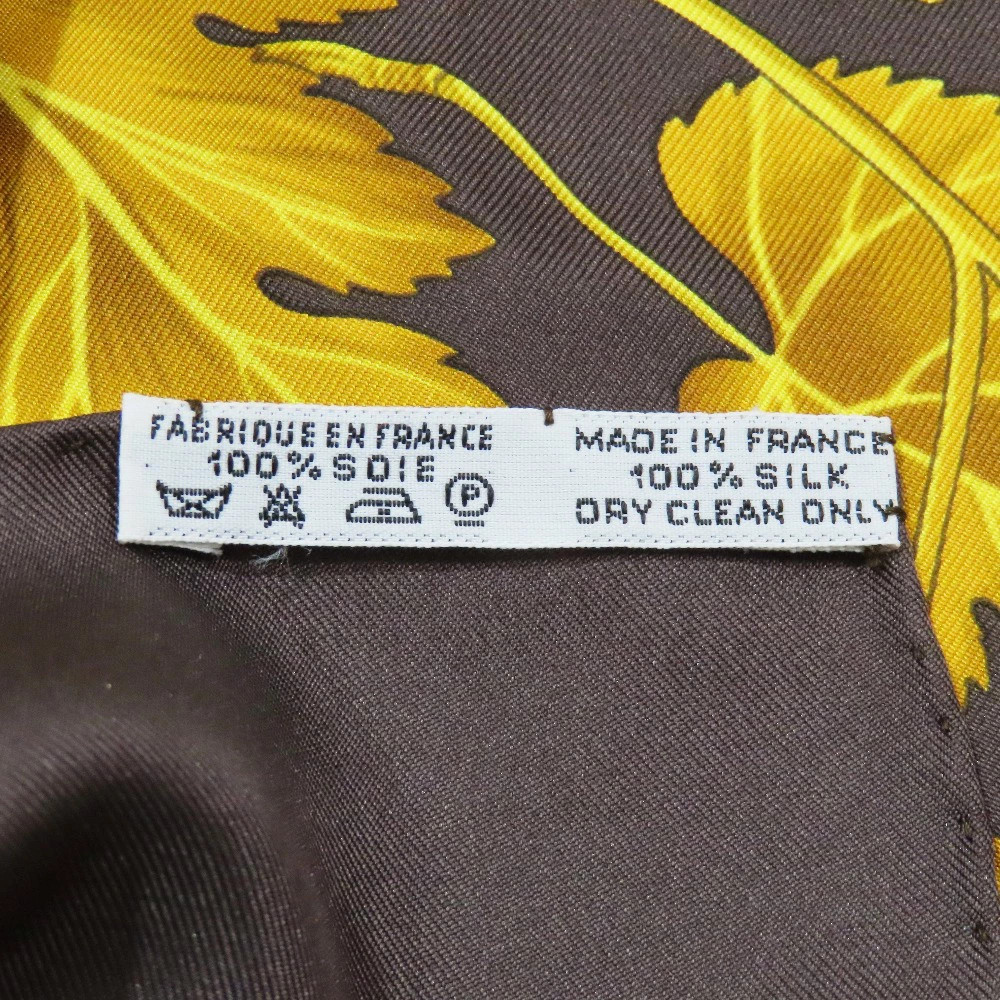 FABRIQUE EN FRANCE
100% SOIE
P
MADE IN FRANCE
100% SILK
DRY CLEAN ONLY